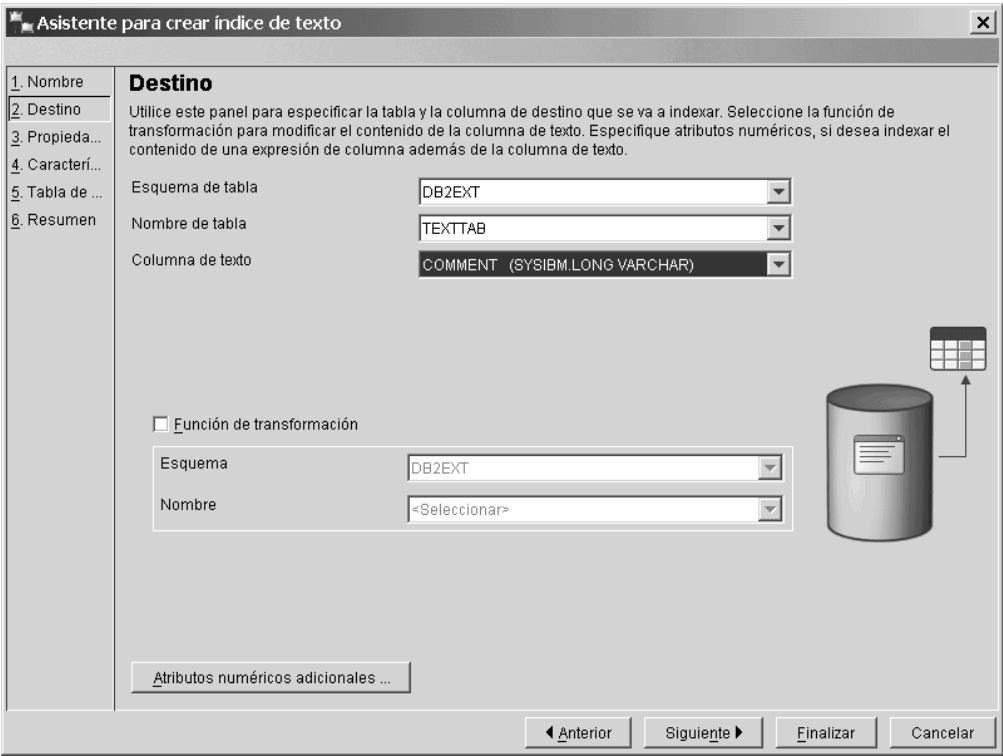 Asistente para crear índice de texto
1. Nombre
2. Destino
3. Propieda...
4. Caracterí...
5. Tabla de ...
6. Resumen
Destino
Utilice este panel para especificar la tabla y la columna de destino que se va a indexar. Seleccione la función de
transformación para modificar el contenido de la columna de texto. Especifique atributos numéricos, si desea indexar el
contenido de una expresión de columna además de la columna de texto.
Esquema de tabla DB2EXT
Nombre de tabla TEXTTAB
Columna de texto COMMENT (SYSIBM.LONG VARCHAR)
Función de transformación
Esquema DB2EXT
Nombre <Seleccionar>
Atributos numéricos adicionales ...
Anterior Siguiente Finalizar Cancelar